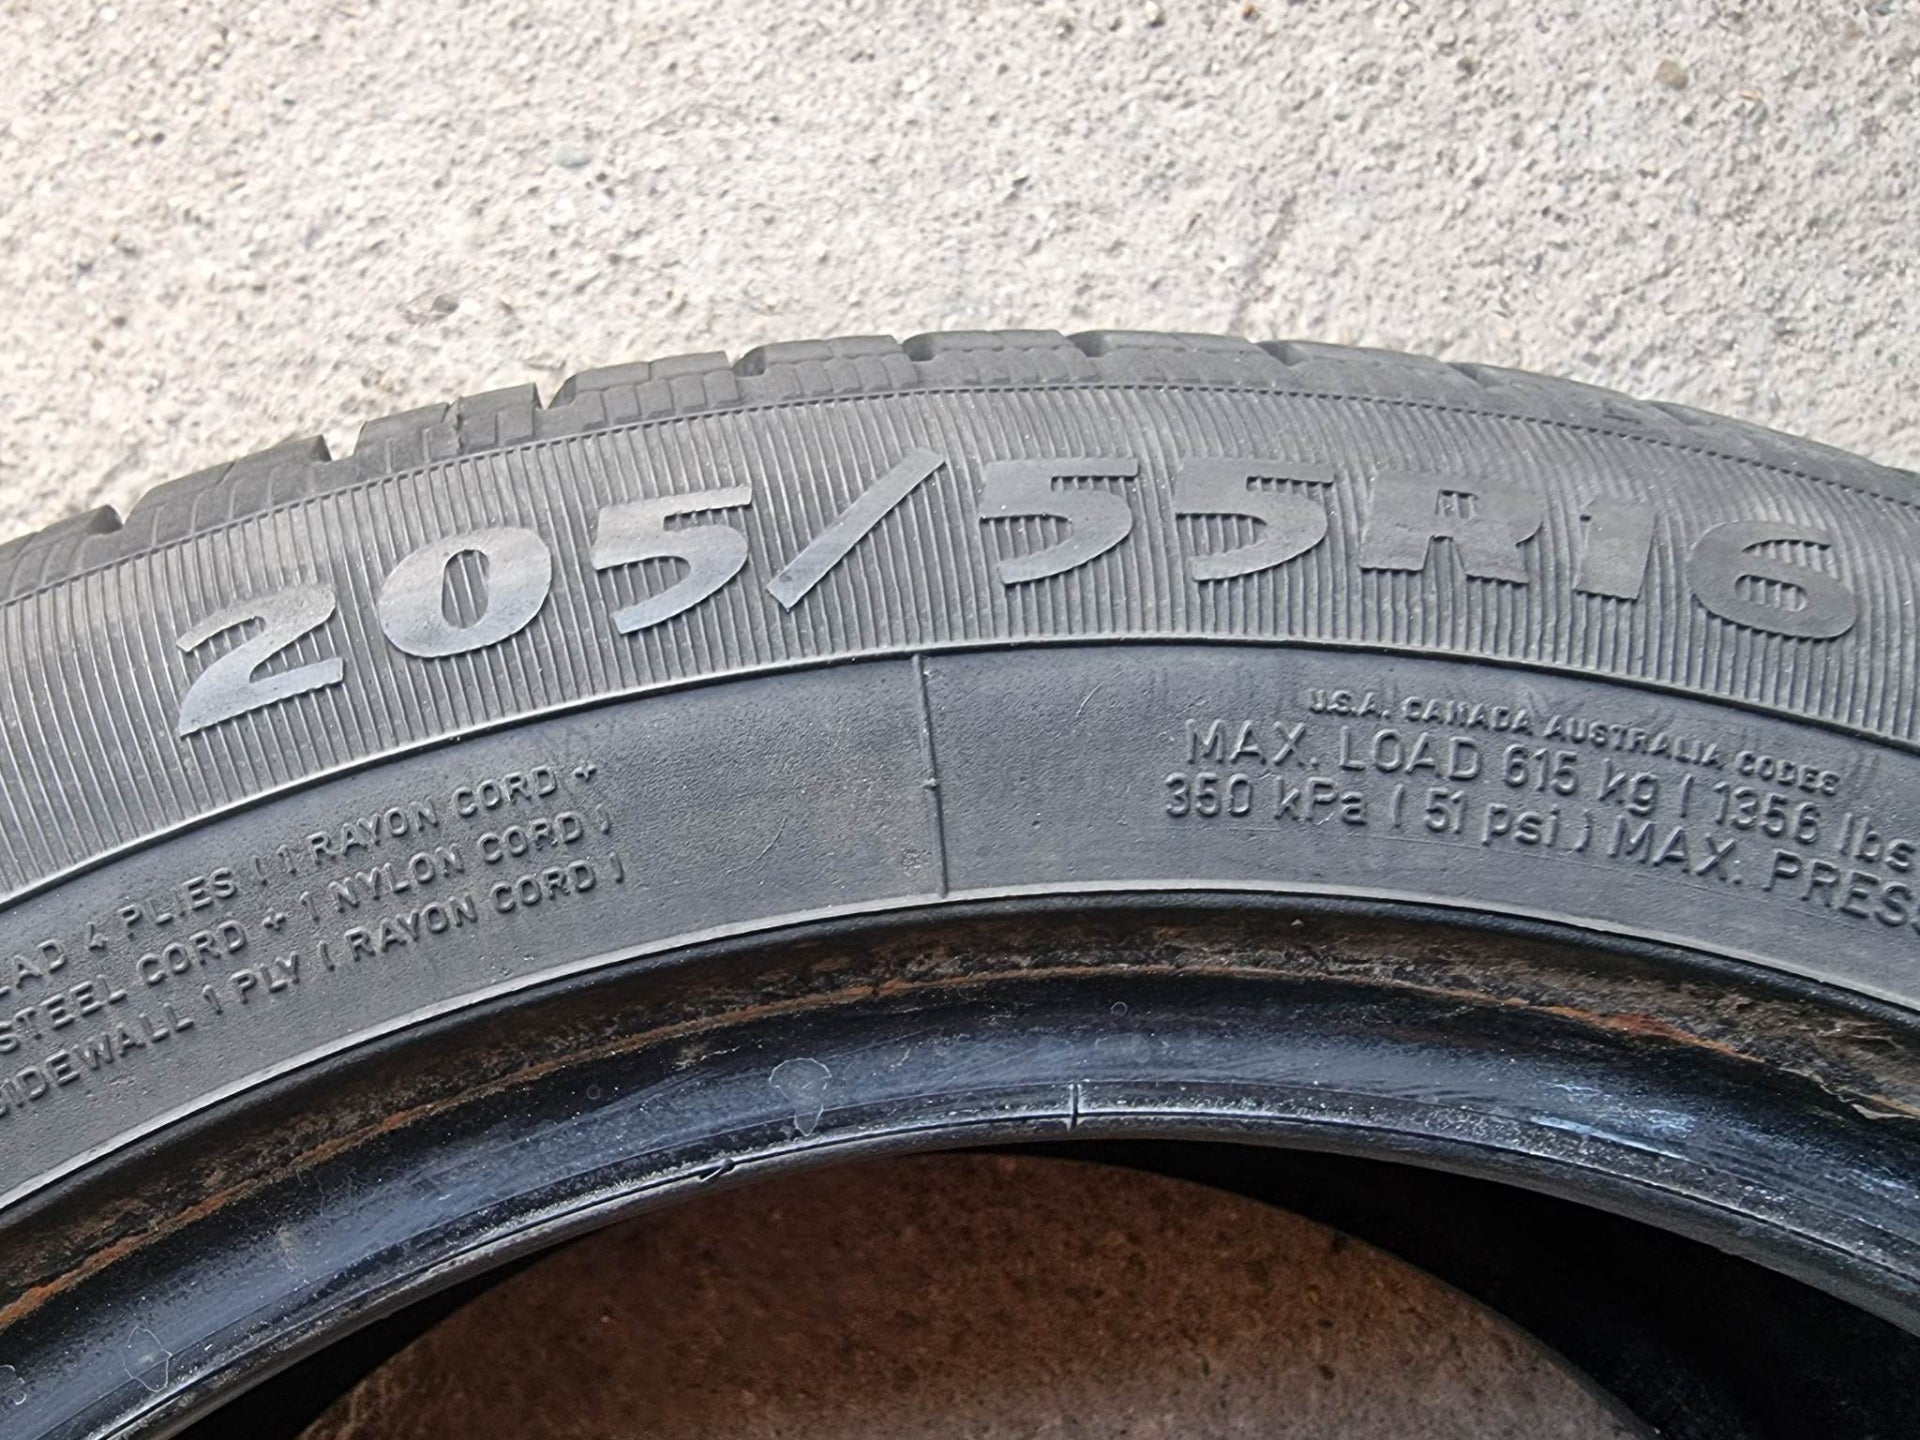 205/55R16
U.S.A. CANADA AUSTRALIA CODES
MAX. LOAD 615 kg ( 1356 lbs
350 kPa ( 51 psi ) MAX. PRESS
4 PLIES ( 1 RAYON CORD +
STEEL CORD + 1 NYLON CORD )
SIDEWALL 1 PLY ( RAYON CORD )